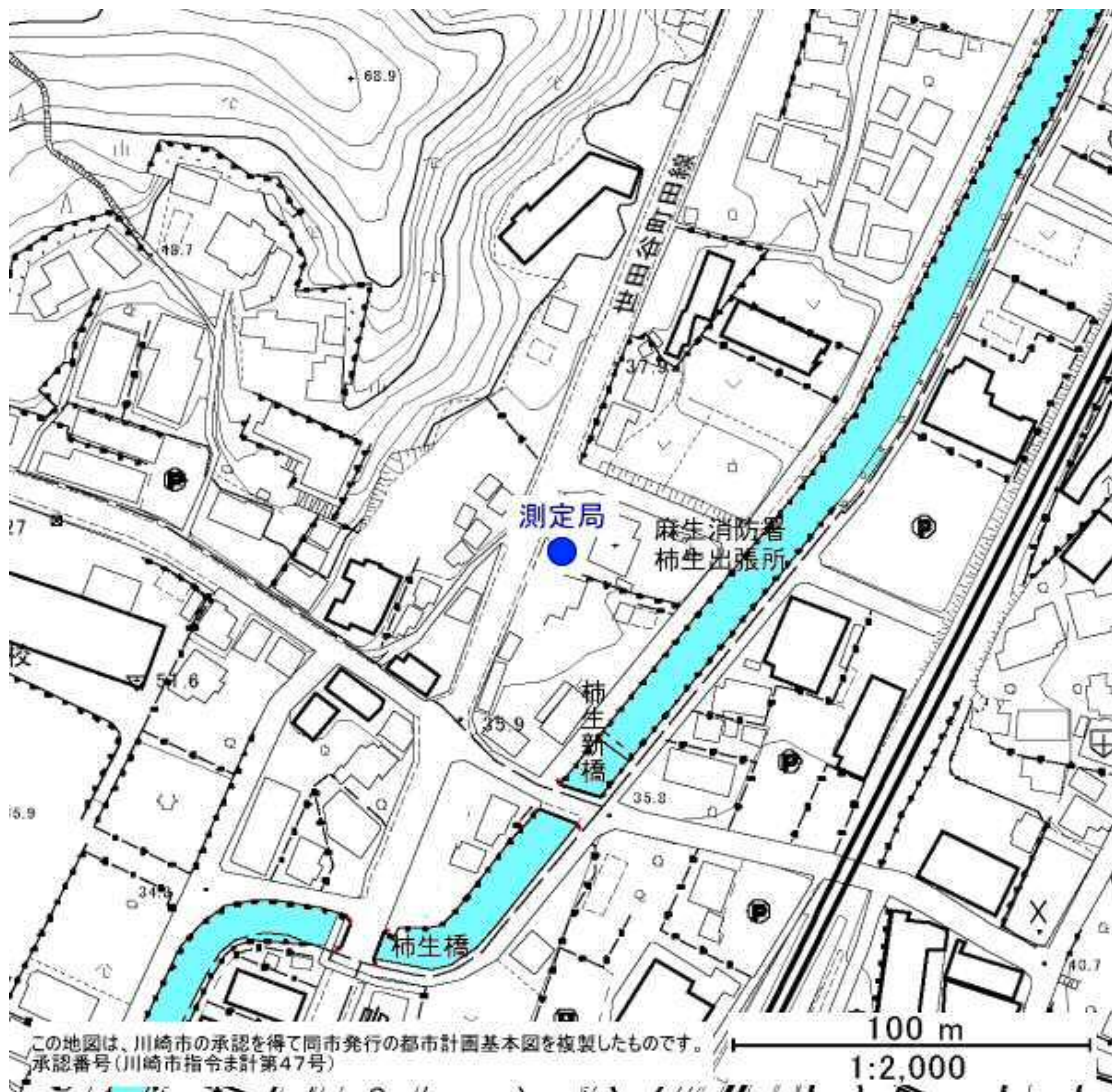 68.9
48.7
世田谷町田線
37.9
測定局
麻生消防署
柿生出張所
27
校
51.6
柿生新橋
35.9
35.8
5.9
34.8
柿生橋
40.7
この地図は、川崎市の承認を得て同市発行の都市計画基本図を複製したものです。
承認番号(川崎市指令ま計第47号)
100 m
1:2,000